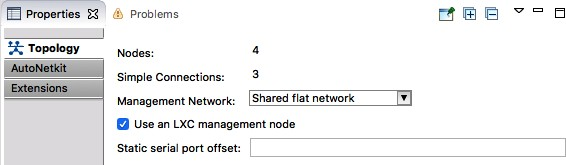 Properties Problems
Topology
AutoNetkit
Extensions
Nodes: 4
Simple Connections: 3
Management Network: Shared flat network
Use an LXC management node
Static serial port offset: